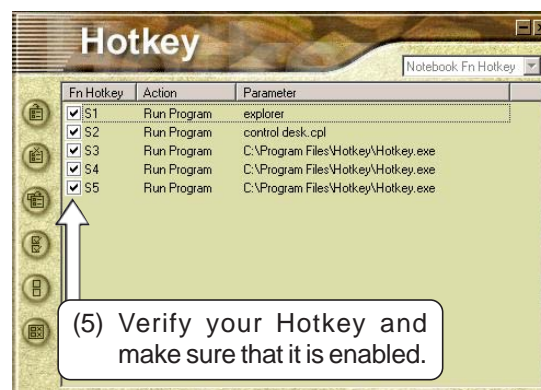 Hotkey
Notebook Fn Hotkey
Fn Hotkey Action Parameter
S1 Run Program explorer
S2 Run Program control desk.cpl
S3 Run Program C:\Program Files\Hotkey\Hotkey.exe
S4 Run Program C:\Program Files\Hotkey\Hotkey.exe
S5 Run Program C:\Program Files\Hotkey\Hotkey.exe
(5) Verify your Hotkey and
make sure that it is enabled.